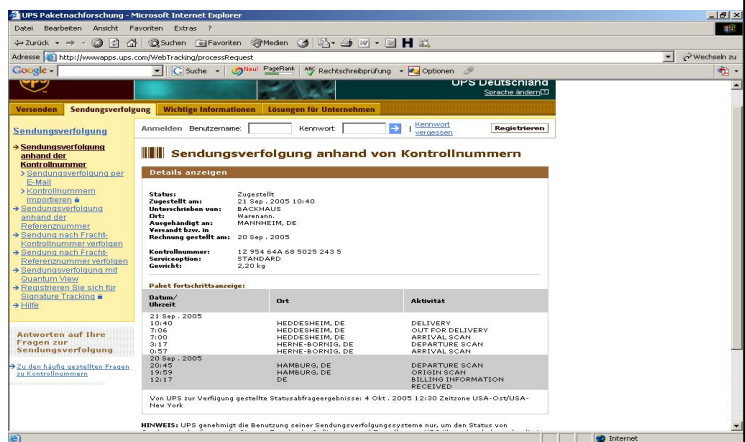 UPS Paketnachforschung - Microsoft Internet Explorer
Datei Bearbeiten Ansicht Favoriten Extras ?
Zurück Suchen Favoriten Medien
Adresse http://wwwapps.ups.com/WebTracking/processRequest Wechseln zu
Google Suche Neu! PageRank Rechtschreibprüfung Optionen
ups UPS Deutschland
Sprache ändern
Versenden Sendungsverfolgung Wichtige Informationen Lösungen für Unternehmen
Sendungsverfolgung
Sendungsverfolgung
anhand der
Kontrollnummer
Sendungsverfolgung per
E-Mail
Kontrollnummern
importieren
Sendungsverfolgung
anhand der
Referenznummer
Sendung nach Fracht-
Kontrollnummer verfolgen
Sendung nach Fracht-
Referenznummer verfolgen
Sendungsverfolgung mit
Quantum View
Registrieren Sie sich für
Signature Tracking
Hilfe
Antworten auf Ihre
Fragen zur
Sendungsverfolgung
Zu den häufig gestellten Fragen
zu Kontrollnummern
Anmelden Benutzername: Kennwort: | Kennwort
vergessen Registrieren
Sendungsverfolgung anhand von Kontrollnummern
Details anzeigen
Status: Zugestellt
Zugestellt am: 21 Sep . 2005 10:40
Unterschrieben von: BACKHAUS
Ort: Warenann.
Ausgehändigt an: MANNHEIM, DE
Versandt bzw. in
Rechnung gestellt am: 20 Sep . 2005
Kontrollnummer: 1Z 954 64A 68 5025 243 5
Serviceoption: STANDARD
Gewicht: 2,20 kg
Paket fortschrittsanzeige:
Datum/
Uhrzeit Ort Aktivität
21 Sep . 2005
10:40 HEDDESHEIM, DE DELIVERY
7:06 HEDDESHEIM, DE OUT FOR DELIVERY
7:00 HEDDESHEIM, DE ARRIVAL SCAN
3:17 HERNE-BORNIG, DE DEPARTURE SCAN
0:57 HERNE-BORNIG, DE ARRIVAL SCAN
20 Sep . 2005
20:45 HAMBURG, DE DEPARTURE SCAN
19:59 HAMBURG, DE ORIGIN SCAN
12:17 DE BILLING INFORMATION
RECEIVED
Von UPS zur Verfügung gestellte Statusabfrageergebnisse: 4 Okt . 2005 12:30 Zeitzone USA-Ost/USA-
New York
HINWEIS: UPS genehmigt die Benutzung seiner Sendungsverfolgungssysteme nur, um den Status von
Internet